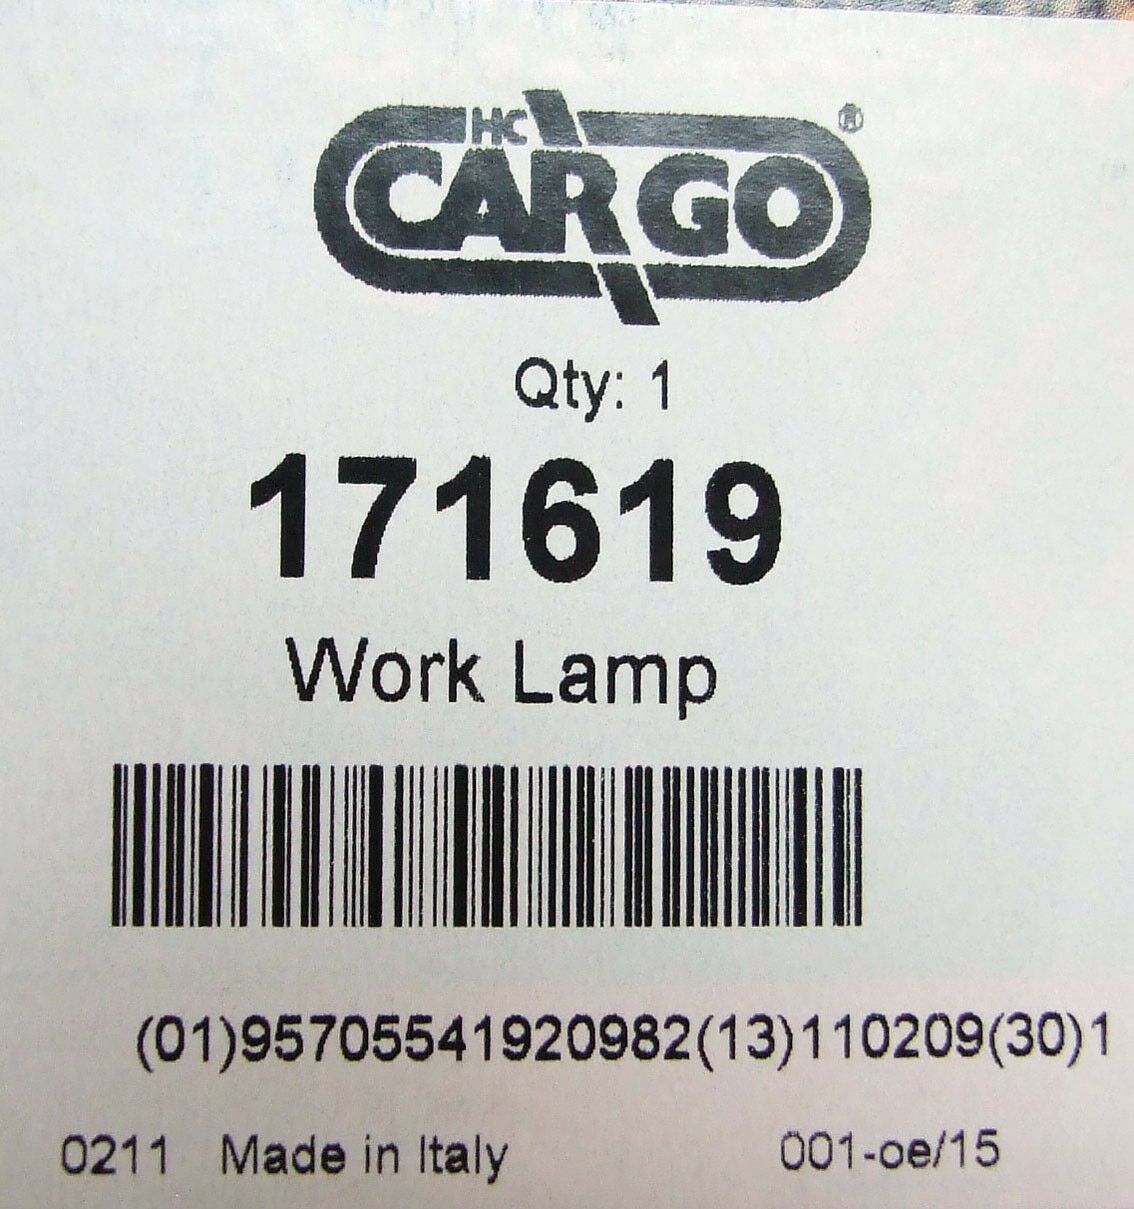 HC
CARGO®
Qty: 1
171619
Work Lamp
(01)95705541920982(13)110209(30)1
0211 Made in Italy 001-oe/15